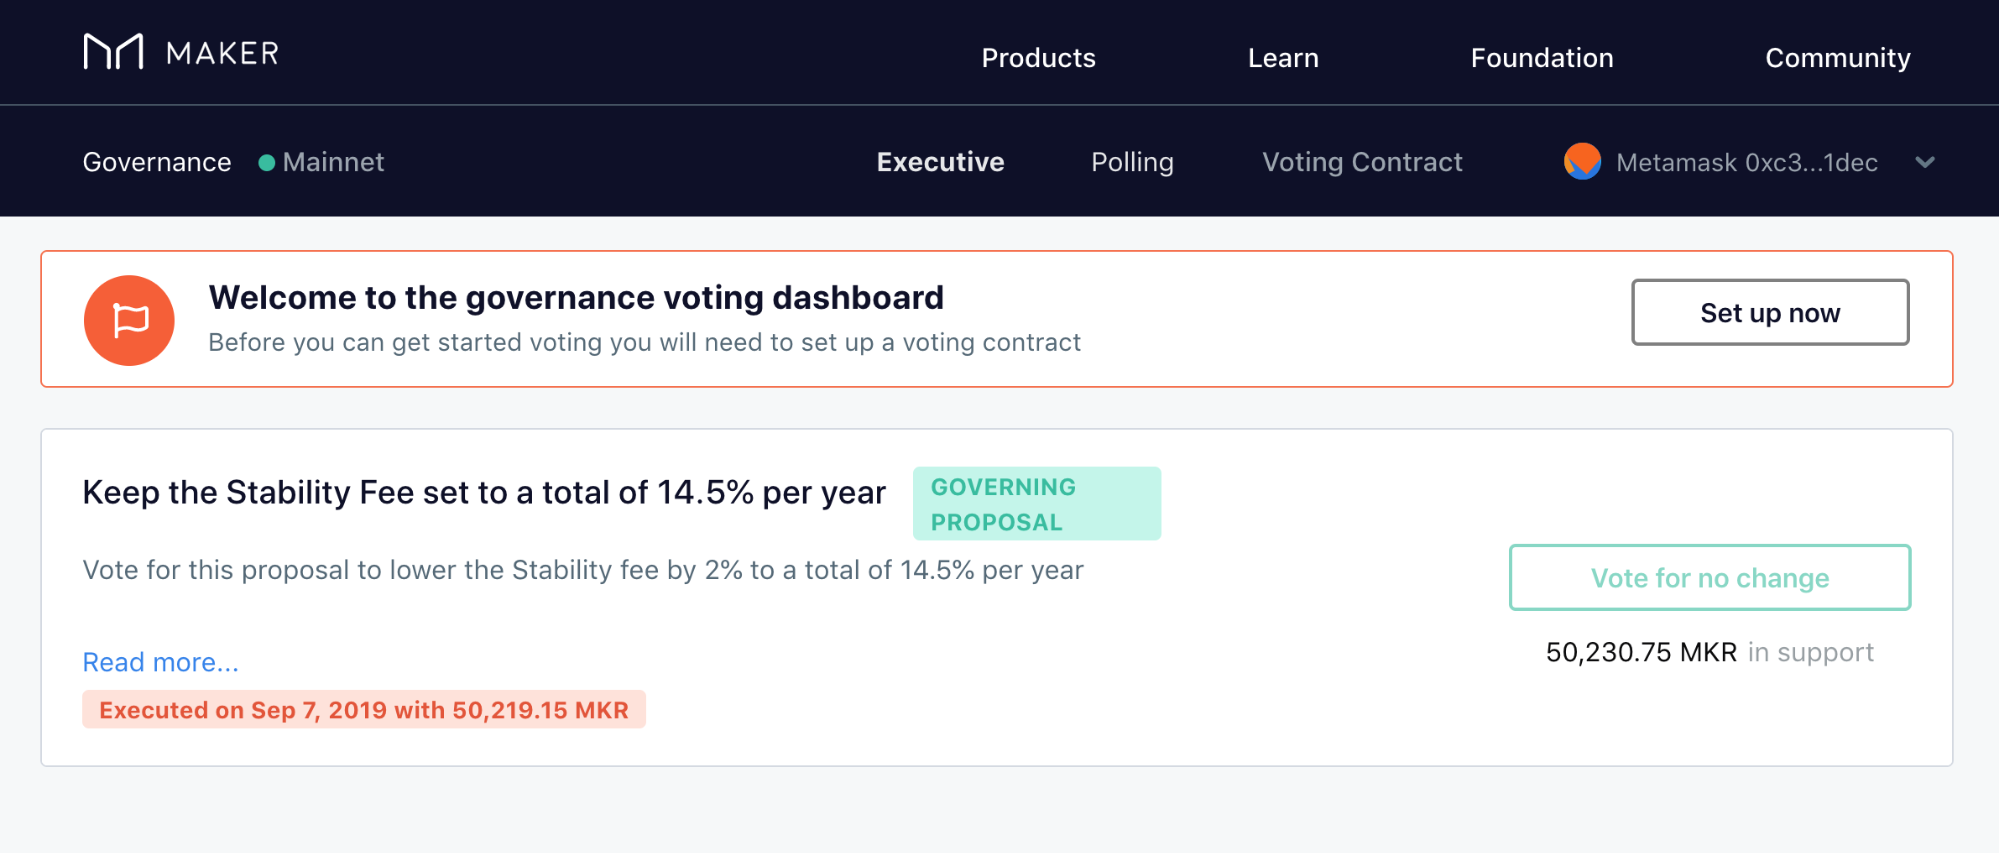 MAKER
Products Learn Foundation Community
Governance Mainnet Executive Polling Voting Contract Metamask 0xc3...1dec
Welcome to the governance voting dashboard
Before you can get started voting you will need to set up a voting contract
Set up now
Keep the Stability Fee set to a total of 14.5% per year
GOVERNING
PROPOSAL
Vote for this proposal to lower the Stability fee by 2% to a total of 14.5% per year
Vote for no change
50,230.75 MKR in support
Read more...
Executed on Sep 7, 2019 with 50,219.15 MKR